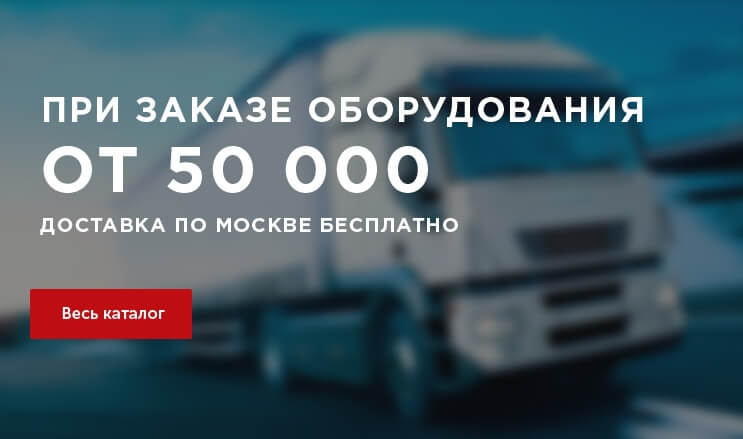 ПРИ ЗАКАЗЕ ОБОРУДОВАНИЯ
ОТ 50 000
ДОСТАВКА ПО МОСКВЕ БЕСПЛАТНО
Весь каталог